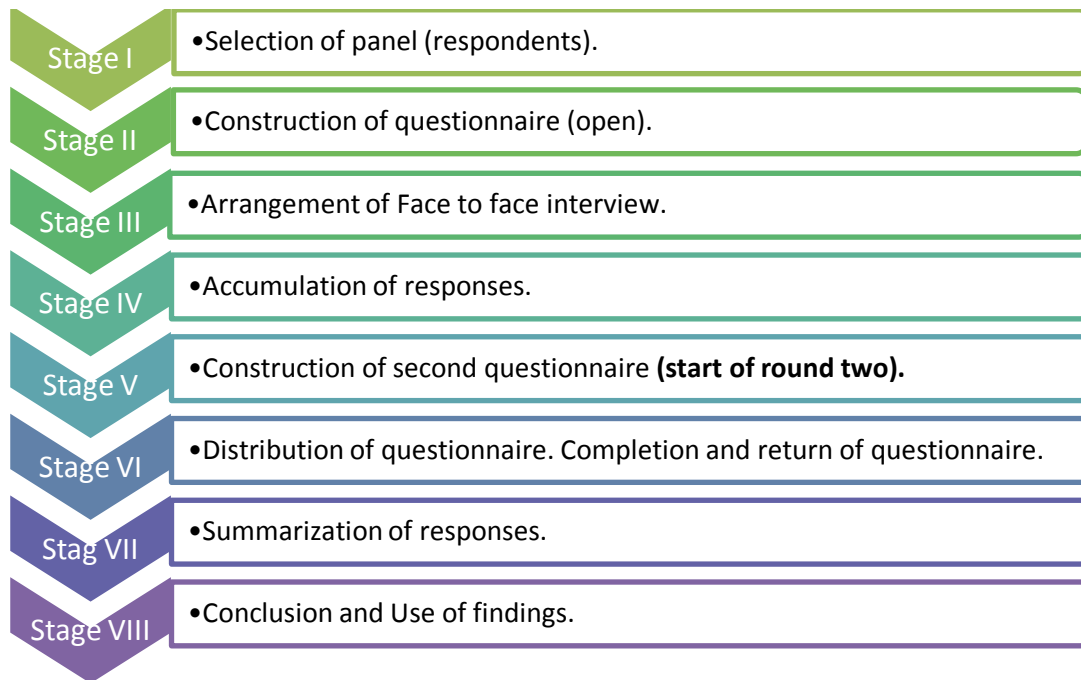 Stage I
•Selection of panel (respondents).
Stage II
•Construction of questionnaire (open).
Stage III
•Arrangement of Face to face interview.
Stage IV
•Accumulation of responses.
Stage V
•Construction of second questionnaire (start of round two).
Stage VI
•Distribution of questionnaire. Completion and return of questionnaire.
Stag VII
•Summarization of responses.
Stage VIII
•Conclusion and Use of findings.